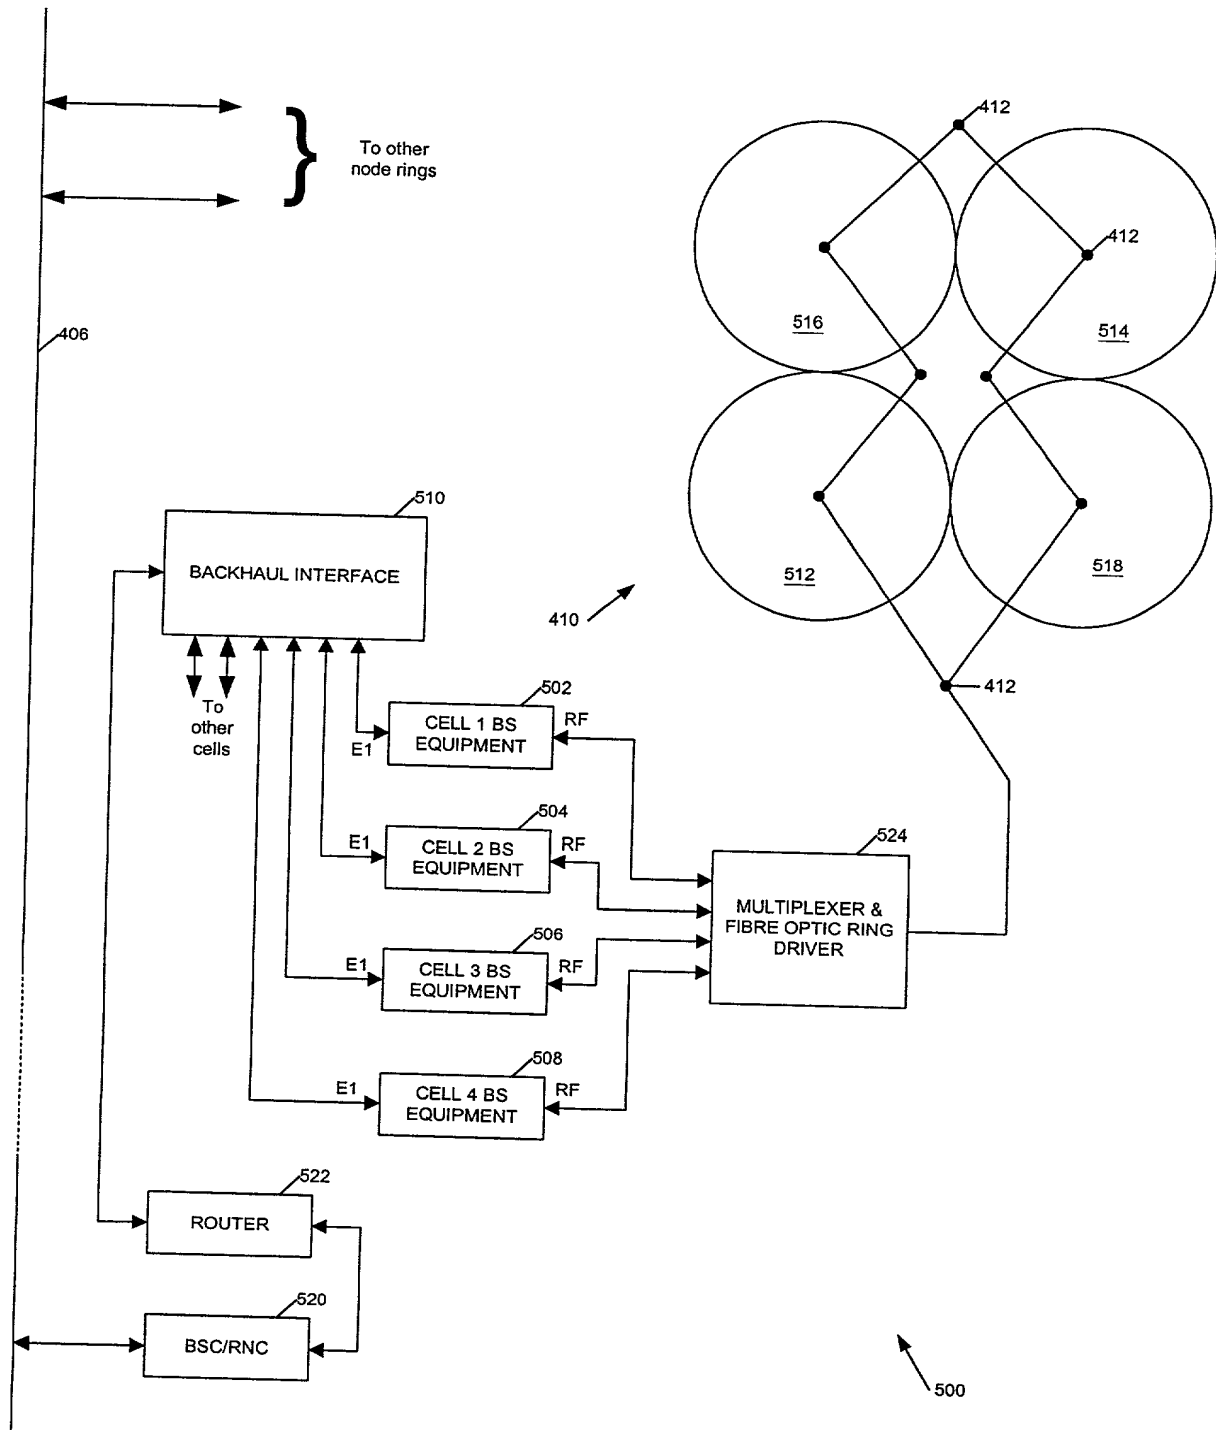 412
To other
node rings
412
406
516
514
510
BACKHAUL INTERFACE
512
518
410
412
To
other
cells
502
CELL 1 BS
EQUIPMENT
RF
E1
504
CELL 2 BS
EQUIPMENT
RF
E1
524
MULTIPLEXER &
FIBRE OPTIC RING
DRIVER
506
CELL 3 BS
EQUIPMENT
RF
E1
508
CELL 4 BS
EQUIPMENT
RF
E1
522
ROUTER
520
BSC/RNC
500